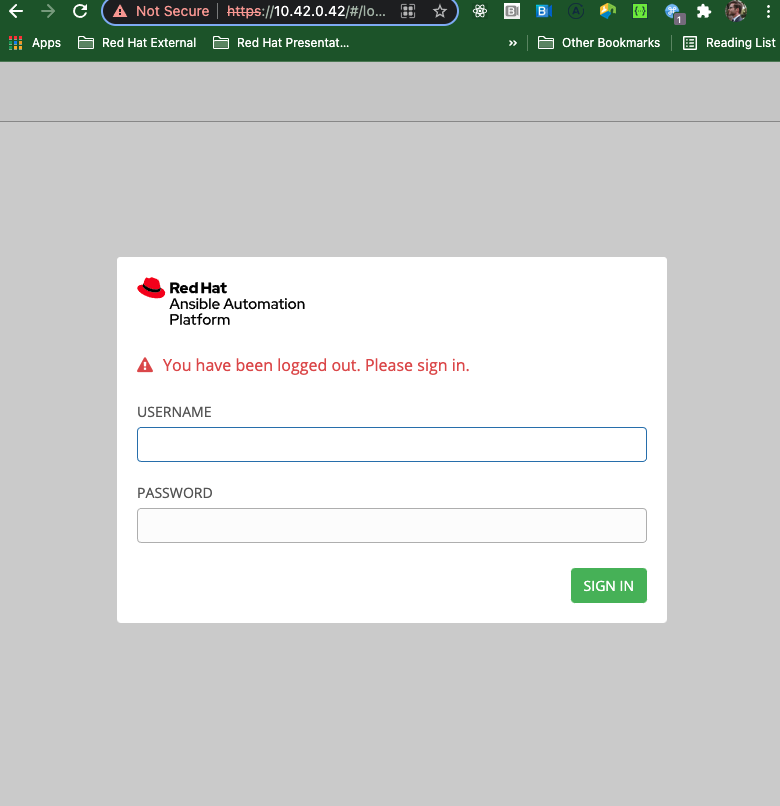 Not Secure https://10.42.0.42/#/lo...
1
Apps Red Hat External Red Hat Presentat... » Other Bookmarks Reading List
Red Hat
Ansible Automation
Platform
You have been logged out. Please sign in.
USERNAME
PASSWORD
SIGN IN